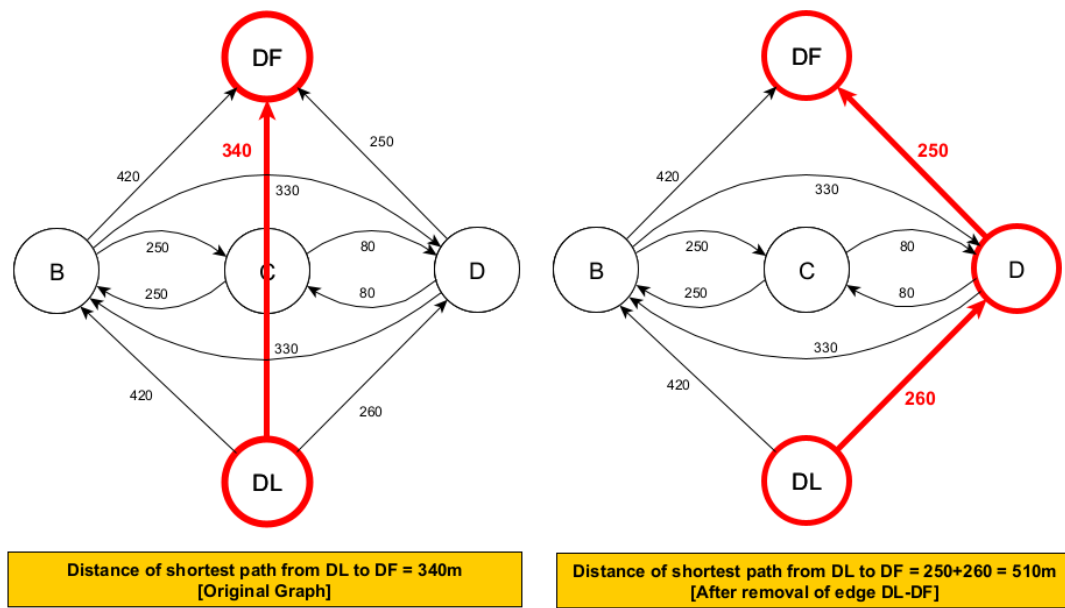 DF
340
250
420
330
250
80
B
C
D
250
80
330
420
260
DL
Distance of shortest path from DL to DF = 340m
[Original Graph]
DF
250
420
330
250
80
B
C
D
250
80
330
420
260
DL
Distance of shortest path from DL to DF = 250+260 = 510m
[After removal of edge DL-DF]